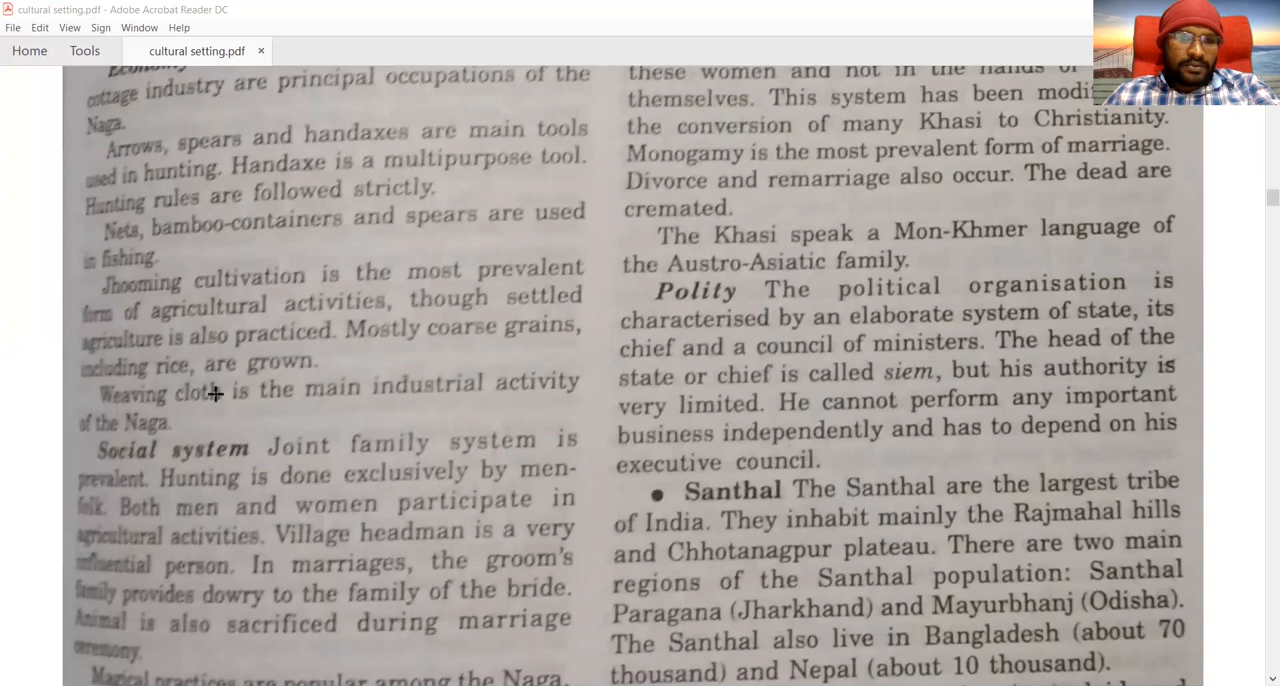 cultural setting.pdf - Adobe Acrobat Reader DC
File Edit View Sign Window Help
Home Tools cultural setting.pdf ×
Economy
cottage industry are principal occupations of the
Naga.
Arrows, spears and handaxes are main tools
used in hunting. Handaxe is a multipurpose tool.
Hunting rules are followed strictly.
Nets, bamboo-containers and spears are used
in fishing.
Jhooming cultivation is the most prevalent
form of agricultural activities, though settled
agriculture is also practiced. Mostly coarse grains,
including rice, are grown.
Weaving cloth is the main industrial activity
of the Naga.
Social system Joint family system is
prevalent. Hunting is done exclusively by men-
folk. Both men and women participate in
agricultural activities. Village headman is a very
influential person. In marriages, the groom's
family provides dowry to the family of the bride.
Animal is also sacrificed during marriage
ceremony.
Magical practices are popular among the Naga.
these women and not in the hands of
themselves. This system has been
the conversion of many Khasi to Christianity.
Monogamy is the most prevalent form of marriage.
Divorce and remarriage also occur. The dead are
cremated.
The Khasi speak a Mon-Khmer language of
the Austro-Asiatic family.
Polity The political organisation is
characterised by an elaborate system of state, its
chief and a council of ministers. The head of the
state or chief is called siem, but his authority is
very limited. He cannot perform any important
business independently and has to depend on his
executive council.
• Santhal The Santhal are the largest tribe
of India. They inhabit mainly the Rajmahal hills
and Chhotanagpur plateau. There are two main
regions of the Santhal population: Santhal
Paragana (Jharkhand) and Mayurbhanj (Odisha).
The Santhal also live in Bangladesh (about 70
thousand) and Nepal (about 10 thousand).